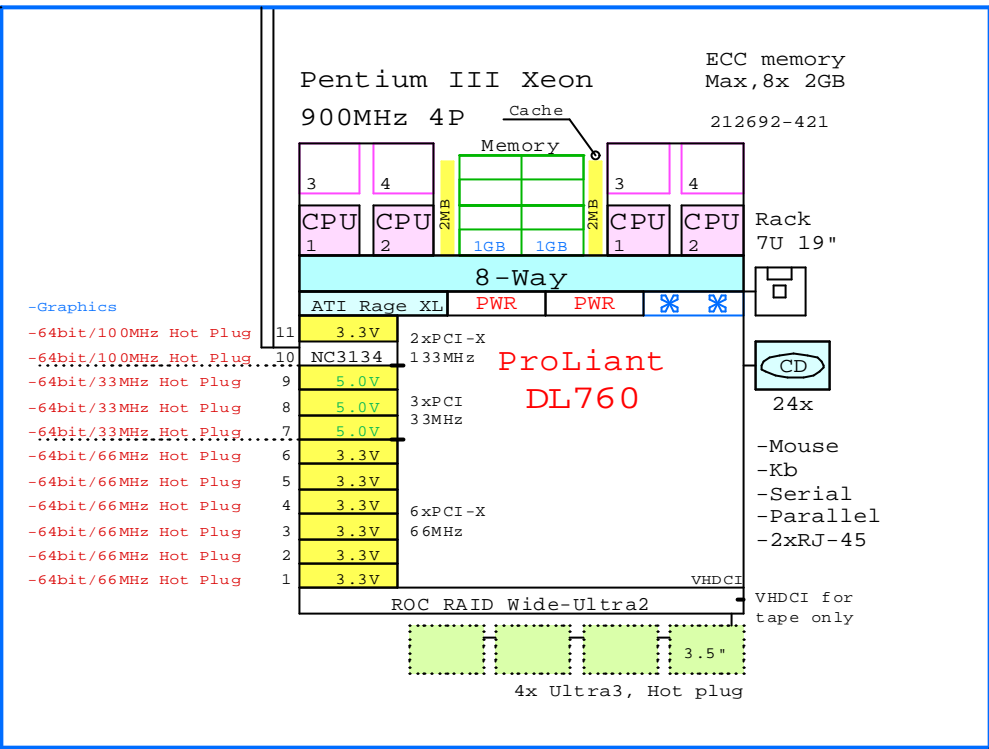 ECC memory
Pentium III Xeon
Max,8x 2GB
900MHz 4P
Cache
212692-421
Memory
3 4
3 4
2MB
2MB
CPU CPU
CPU CPU
1 2
1 2
1GB 1GB
Rack
7U 19"
8-Way
-Graphics
ATI Rage XL PWR PWR
-64bit/100MHz Hot Plug 11 3.3V
2xPCI-X
133MHz
-64bit/100MHz Hot Plug 10 NC3134
ProLiant
DL760
CD
24x
-64bit/33MHz Hot Plug 9 5.0V
-64bit/33MHz Hot Plug 8 5.0V
3xPCI
33MHz
-64bit/33MHz Hot Plug 7 5.0V
-64bit/66MHz Hot Plug 6 3.3V
-64bit/66MHz Hot Plug 5 3.3V
-64bit/66MHz Hot Plug 4 3.3V
6xPCI-X
66MHz
-64bit/66MHz Hot Plug 3 3.3V
-64bit/66MHz Hot Plug 2 3.3V
-64bit/66MHz Hot Plug 1 3.3V
-Mouse
-Kb
-Serial
-Parallel
-2xRJ-45
VHDCI
ROC RAID Wide-Ultra2
VHDCI for
tape only
3.5"
4x Ultra3, Hot plug